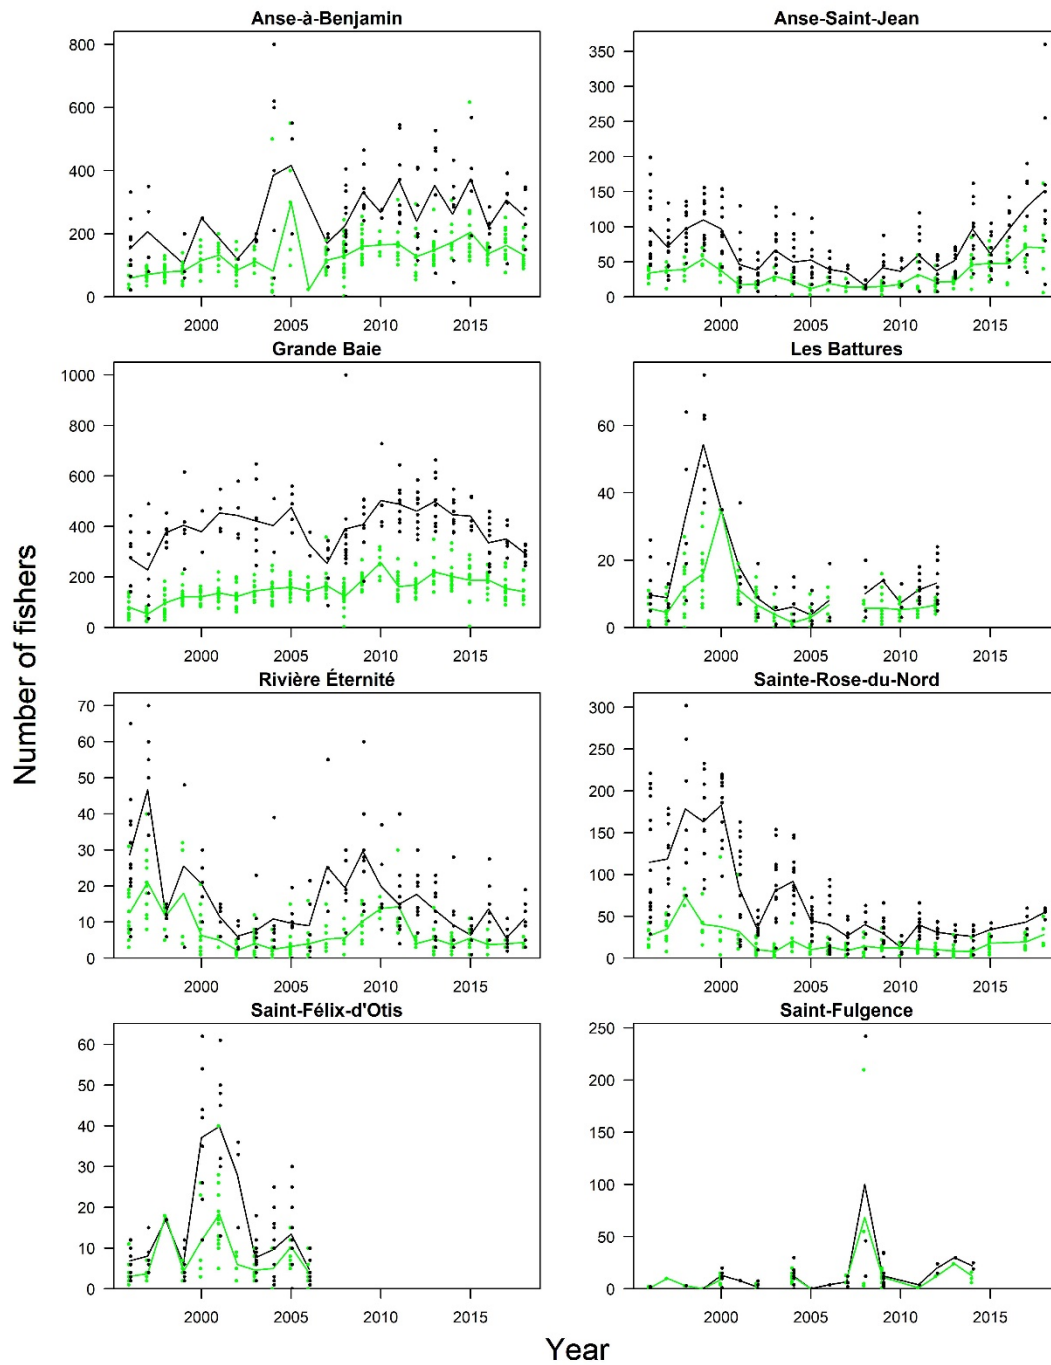 Anse-à-Benjamin
800
600
400
200
0
2000 2005 2010 2015
Anse-Saint-Jean
350
300
250
200
150
100
50
0
2000 2005 2010 2015
Grande Baie
1000
800
600
400
200
0
2000 2005 2010 2015
Les Battures
60
40
20
0
2000 2005 2010 2015
Rivière Éternité
70
60
50
40
30
20
10
0
2000 2005 2010 2015
Sainte-Rose-du-Nord
300
250
200
150
100
50
0
2000 2005 2010 2015
Saint-Félix-d'Otis
60
50
40
30
20
10
0
2000 2005 2010 2015
Saint-Fulgence
250
200
150
100
50
0
2000 2005 2010 2015
Number of fishers
Year